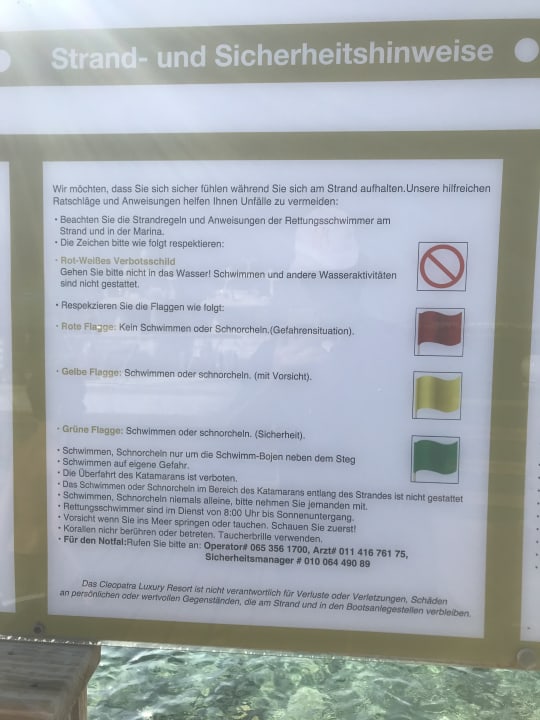 Strand- und Sicherheitshinweise
Wir möchten, dass Sie sich sicher fühlen während Sie sich am Strand aufhalten.Unsere hilfreichen
Ratschläge und Anweisungen helfen Ihnen Unfälle zu vermeiden:
• Beachten Sie die Strandregeln und Anweisungen der Rettungsschwimmer am
Strand und in der Marina.
• Die Zeichen bitte wie folgt respektieren:
• Rot-Weißes Verbotsschild
Gehen Sie bitte nicht in das Wasser! Schwimmen und andere Wasseraktivitäten
sind nicht gestattet.
• Respekzieren Sie die Flaggen wie folgt:
• Rote Flagge: Kein Schwimmen oder Schnorcheln.(Gefahrensituation).
• Gelbe Flagge: Schwimmen oder schnorcheln. (mit Vorsicht).
• Grüne Flagge: Schwimmen oder schnorcheln. (Sicherheit).
• Schwimmen, Schnorcheln nur um die Schwimm-Bojen neben dem Steg
• Schwimmen auf eigene Gefahr.
• Die Überfahrt des Katamarans ist verboten.
• Das Schwimmen oder Schnorcheln im Bereich des Katamarans entlang des Strandes ist nicht gestattet
• Schwimmen, Schnorcheln niemals alleine, bitte nehmen Sie jemanden mit.
• Rettungsschwimmer sind im Dienst von 8:00 Uhr bis Sonnenuntergang.
• Vorsicht wenn Sie ins Meer springen oder tauchen. Schauen Sie zuerst!
• Korallen nicht berühren oder betreten. Taucherbrille verwenden.
• Für den Notfal:Rufen Sie bitte an: Operator# 065 356 1700, Arzt# 011 416 761 75,
Sicherheitsmanager # 010 064 490 89
Das Cleopatra Luxury Resort ist nicht verantwortlich für Verluste oder Verletzungen, Schäden
an persönlichen oder wertvollen Gegenständen, die am Strand und in den Bootsanlegestellen verbleiben.